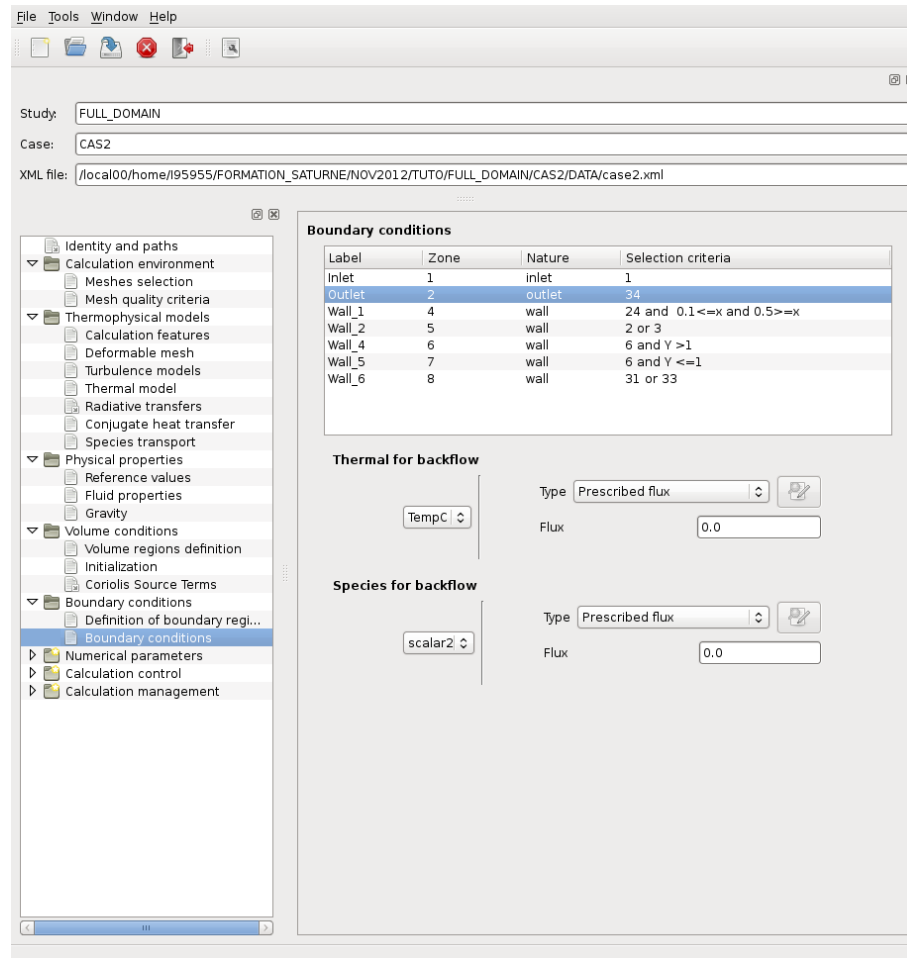 File Tools Window Help
Study: FULL_DOMAIN
Case: CAS2
XML file: /local00/home/I95955/FORMATION_SATURNE/NOV2012/TUTO/FULL_DOMAIN/CAS2/DATA/case2.xml
Identity and paths
Calculation environment
Meshes selection
Mesh quality criteria
Thermophysical models
Calculation features
Deformable mesh
Turbulence models
Thermal model
Radiative transfers
Conjugate heat transfer
Species transport
Physical properties
Reference values
Fluid properties
Gravity
Volume conditions
Volume regions definition
Initialization
Coriolis Source Terms
Boundary conditions
Definition of boundary regi...
Boundary conditions
Numerical parameters
Calculation control
Calculation management
Boundary conditions
Label Zone Nature Selection criteria
Inlet 1 inlet 1
Outlet 2 outlet 34
Wall_1 4 wall 24 and 0.1<=x and 0.5>=x
Wall_2 5 wall 2 or 3
Wall_4 6 wall 6 and Y >1
Wall_5 7 wall 6 and Y <=1
Wall_6 8 wall 31 or 33
Thermal for backflow
TempC
Type Prescribed flux
Flux 0.0
Species for backflow
scalar2
Type Prescribed flux
Flux 0.0